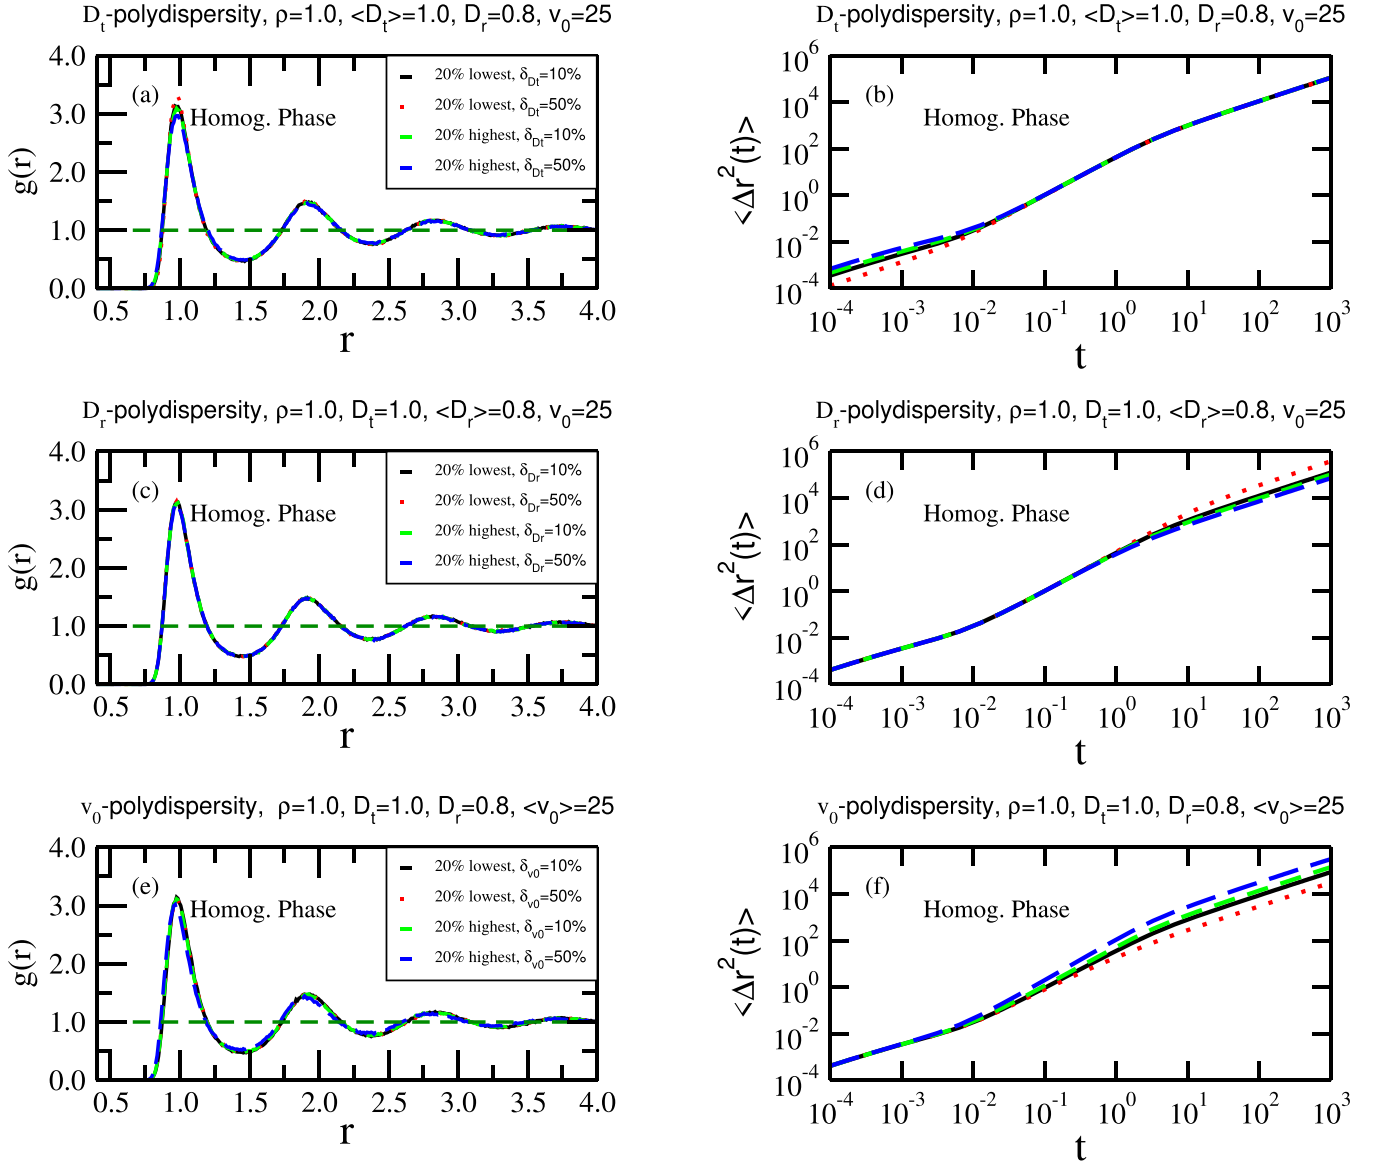 Dt-polydispersity, ρ=1.0, <Dt>=1.0, Dr=0.8, v0=25
4.0
3.0
2.0
1.0
0.0
g(r)
(a)
Homog. Phase
20% lowest, δDt=10%
20% lowest, δDt=50%
20% highest, δDt=10%
20% highest, δDt=50%
0.5 1.0 1.5 2.0 2.5 3.0 3.5 4.0
r
Dt-polydispersity, ρ=1.0, <Dt>=1.0, Dr=0.8, v0=25
10^6
10^4
10^2
10^0
10^-2
10^-4
<Δr^2(t)>
(b)
Homog. Phase
10^-4 10^-3 10^-2 10^-1 10^0 10^1 10^2 10^3
t
Dr-polydispersity, ρ=1.0, Dt=1.0, <Dr>=0.8, v0=25
4.0
3.0
2.0
1.0
0.0
g(r)
(c)
Homog. Phase
20% lowest, δDr=10%
20% lowest, δDr=50%
20% highest, δDr=10%
20% highest, δDr=50%
0.5 1.0 1.5 2.0 2.5 3.0 3.5 4.0
r
Dr-polydispersity, ρ=1.0, Dt=1.0, <Dr>=0.8, v0=25
10^6
10^4
10^2
10^0
10^-2
10^-4
<Δr^2(t)>
(d)
Homog. Phase
10^-4 10^-3 10^-2 10^-1 10^0 10^1 10^2 10^3
t
v0-polydispersity, ρ=1.0, Dt=1.0, Dr=0.8, <v0>=25
4.0
3.0
2.0
1.0
0.0
g(r)
(e)
Homog. Phase
20% lowest, δv0=10%
20% lowest, δv0=50%
20% highest, δv0=10%
20% highest, δv0=50%
0.5 1.0 1.5 2.0 2.5 3.0 3.5 4.0
r
v0-polydispersity, ρ=1.0, Dt=1.0, Dr=0.8, <v0>=25
10^6
10^4
10^2
10^0
10^-2
10^-4
<Δr^2(t)>
(f)
Homog. Phase
10^-4 10^-3 10^-2 10^-1 10^0 10^1 10^2 10^3
t